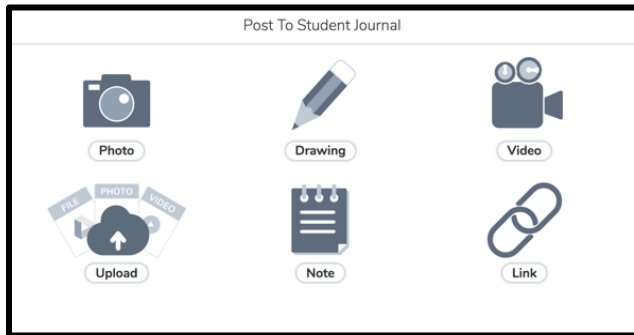 Post To Student Journal
Photo
Drawing
Video
FILE
PHOTO
VIDEO
Upload
Note
Link